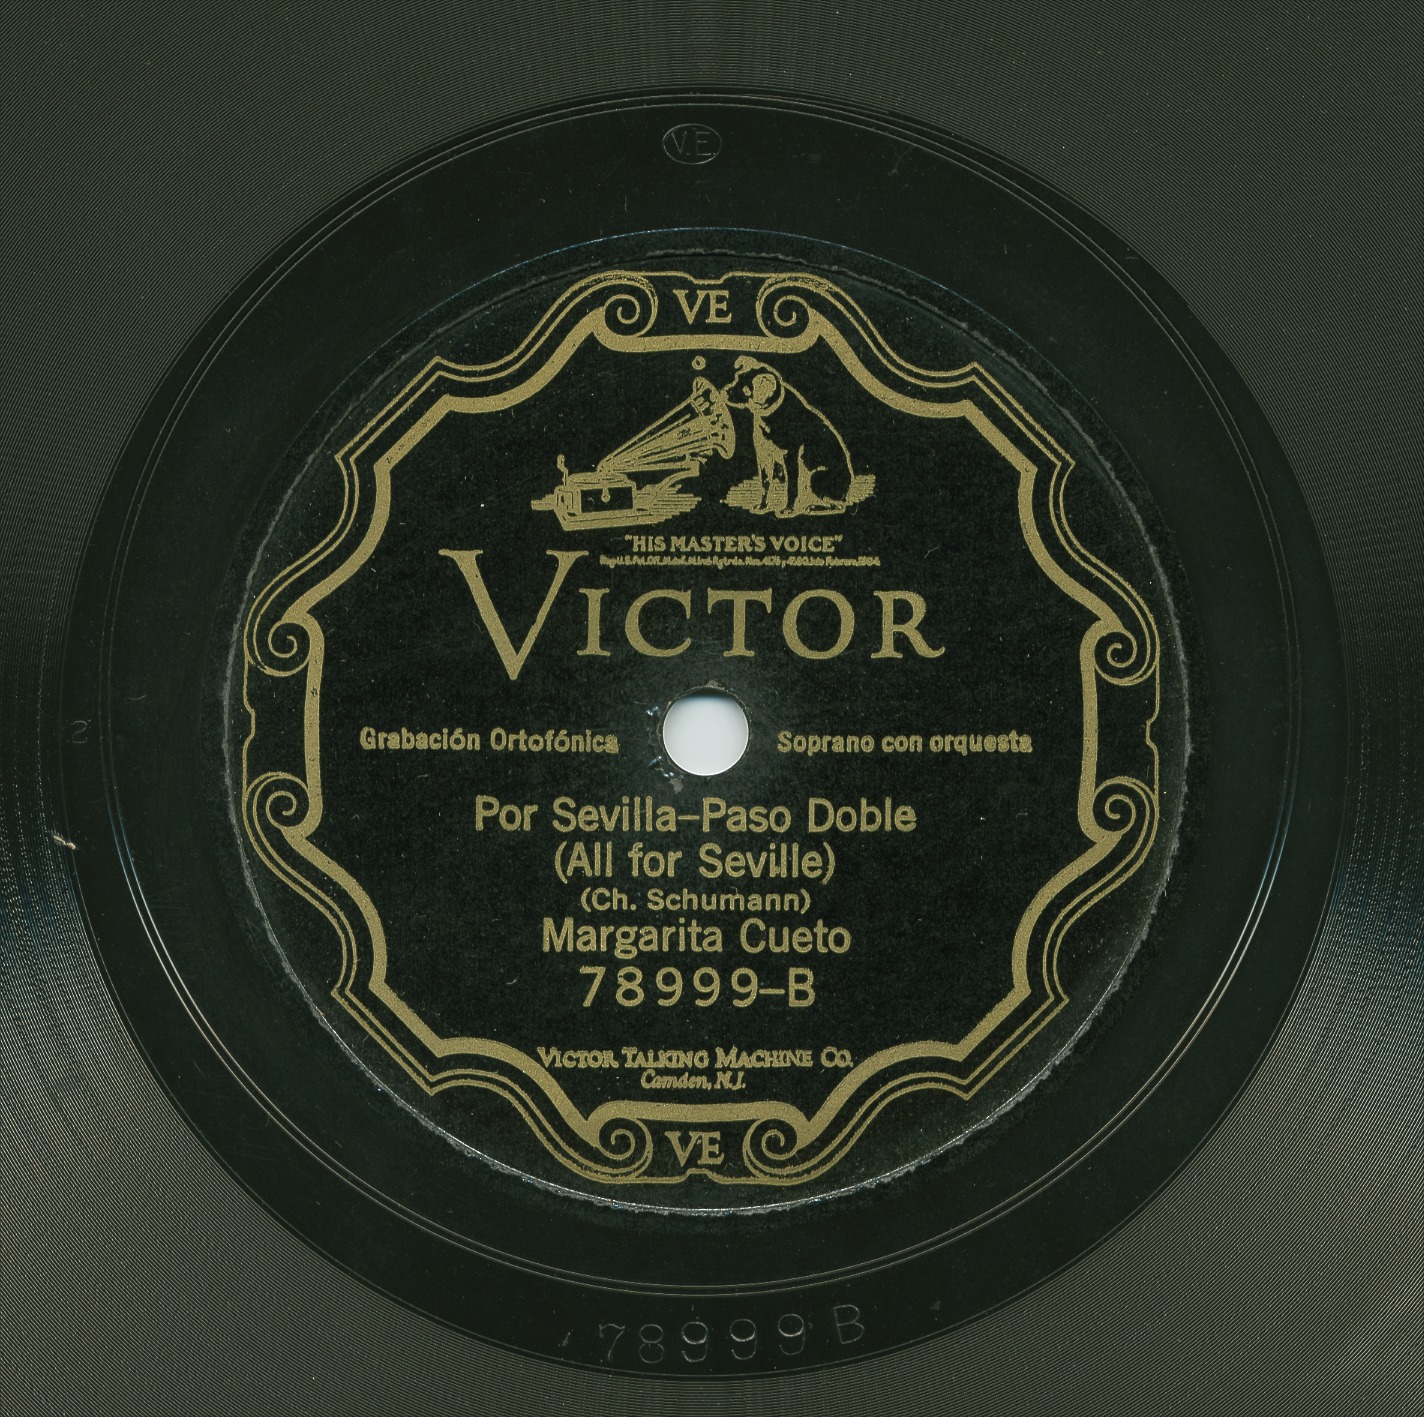 V.E.
VE
"HIS MASTER'S VOICE"
VICTOR
Grabación Ortofónica
Soprano con orquesta
Por Sevilla–Paso Doble
(All for Seville)
(Ch. Schumann)
Margarita Cueto
78999–B
VICTOR TALKING MACHINE CO.
Camden, N.J.
VE
2
78999 B